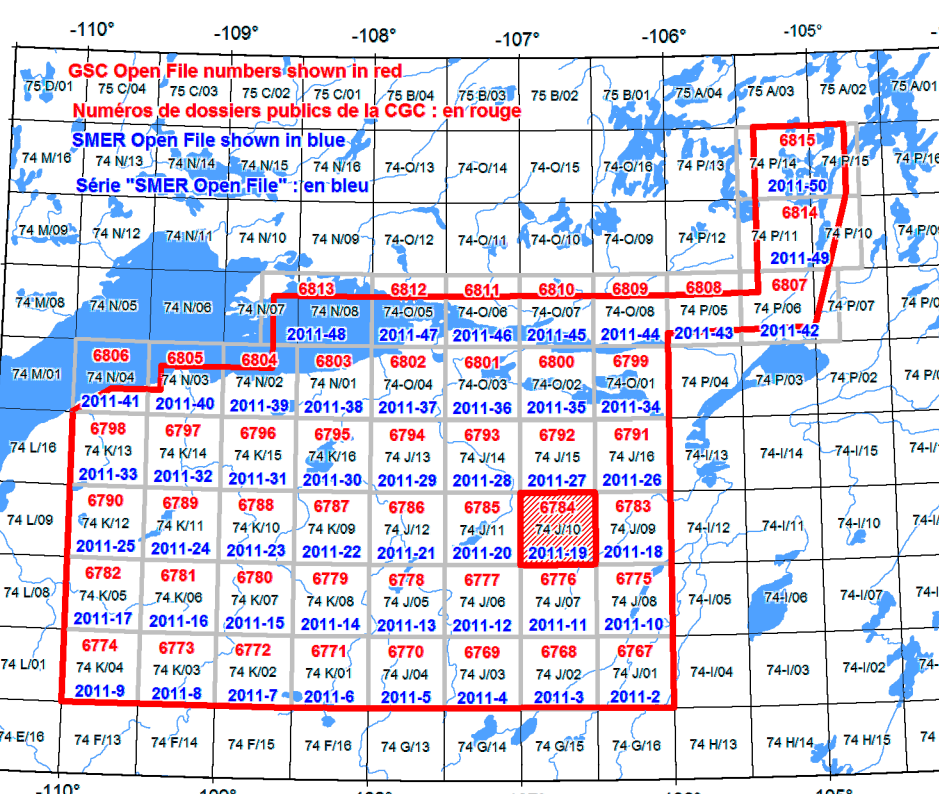 -110° -109° -108° -107° -106° -105°
GSC Open File numbers shown in red
75 D/01 75 C/04 75 C/03 75 C/02 75 C/01 75 B/04 75 B/03 75 B/02 75 B/01 75 A/04 75 A/03 75 A/02 75 A/01
Numéros de dossiers publics de la CGC : en rouge
SMER Open File shown in blue
6815
74 M/16 74 N/13 74 N/14 74 N/15 74 N/16 74-O/13 74-O/14 74-O/15 74-O/16 74 P/13 74 P/14 74 P/15 74 P/16
Série "SMER Open File" : en bleu
2011-50
6814
74 M/09 74 N/12 74 N/11 74 N/10 74 N/09 74-O/12 74-O/11 74-O/10 74-O/09 74 P/12 74 P/11 74 P/10
2011-49
6813 6812 6811 6810 6809 6808 6807
74 M/08 74 N/05 74 N/06 74 N/07 74 N/08 74-O/05 74-O/06 74-O/07 74-O/08 74 P/05 74 P/06 74 P/07
2011-48 2011-47 2011-46 2011-45 2011-44 2011-43 2011-42
6806 6805 6804 6803 6802 6801 6800 6799
74 M/01 74 N/04 74 N/03 74 N/02 74 N/01 74-O/04 74-O/03 74-O/02 74-O/01 74 P/04 74 P/03 74 P/02
2011-41 2011-40 2011-39 2011-38 2011-37 2011-36 2011-35 2011-34
6798 6797 6796 6795 6794 6793 6792 6791
74 L/16 74 K/13 74 K/14 74 K/15 74 K/16 74 J/13 74 J/14 74 J/15 74 J/16 74-I/13 74-I/14 74-I/15
2011-33 2011-32 2011-31 2011-30 2011-29 2011-28 2011-27 2011-26
6790 6789 6788 6787 6786 6785 6784 6783
74 L/09 74 K/12 74 K/11 74 K/10 74 K/09 74 J/12 74 J/11 74 J/10 74 J/09 74-I/12 74-I/11 74-I/10
2011-25 2011-24 2011-23 2011-22 2011-21 2011-20 2011-19 2011-18
6782 6781 6780 6779 6778 6777 6776 6775
74 L/08 74 K/05 74 K/06 74 K/07 74 K/08 74 J/05 74 J/06 74 J/07 74 J/08 74-I/05 74-I/06 74-I/07
2011-17 2011-16 2011-15 2011-14 2011-13 2011-12 2011-11 2011-10
6774 6773 6772 6771 6770 6769 6768 6767
74 L/01 74 K/04 74 K/03 74 K/02 74 K/01 74 J/04 74 J/03 74 J/02 74 J/01 74-I/04 74-I/03 74-I/02
2011-9 2011-8 2011-7 2011-6 2011-5 2011-4 2011-3 2011-2
74 E/16 74 F/13 74 F/14 74 F/15 74 F/16 74 G/13 74 G/14 74 G/15 74 G/16 74 H/13 74 H/14 74 H/15
-110°